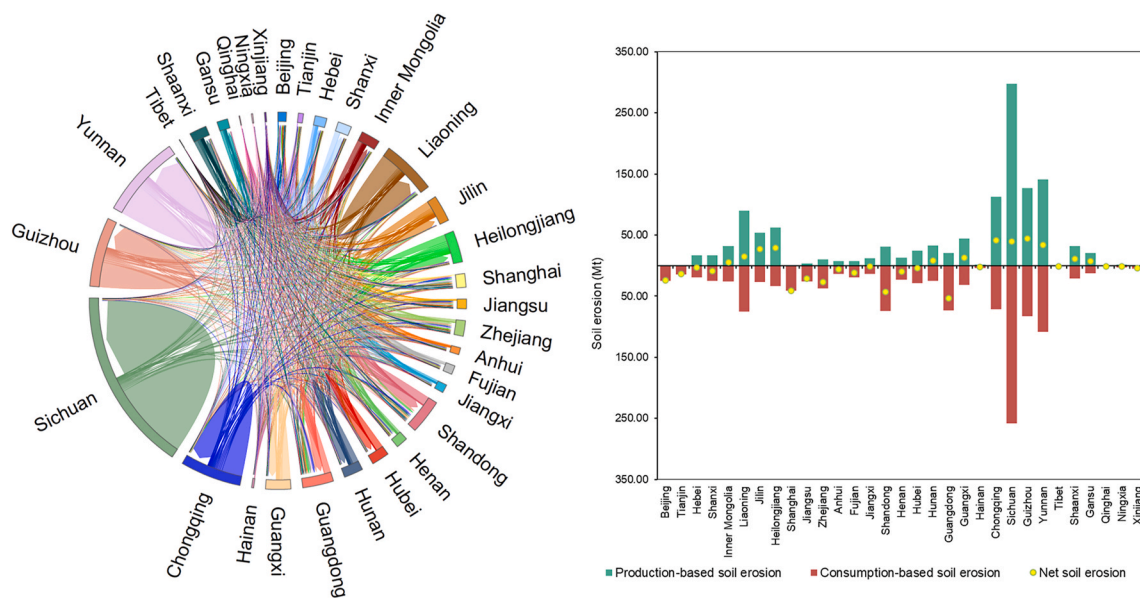 Xinjiang
Ningxia
Qinghai
Gansu
Shaanxi
Tibet
Yunnan
Guizhou
Sichuan
Chongqing
Hainan
Guangxi
Guangdong
Hunan
Hubei
Henan
Shandong
Jiangxi
Fujian
Anhui
Zhejiang
Jiangsu
Shanghai
Heilongjiang
Jilin
Liaoning
Inner Mongolia
Shanxi
Hebei
Tianjin
Beijing
Soil erosion (Mt)
350.00
250.00
150.00
50.00
50.00
150.00
250.00
350.00
Beijing
Tianjin
Hebei
Shanxi
Inner Mongolia
Liaoning
Jilin
Heilongjiang
Shanghai
Jiangsu
Zhejiang
Anhui
Fujian
Jiangxi
Shandong
Henan
Hubei
Hunan
Guangdong
Guangxi
Hainan
Chongqing
Sichuan
Guizhou
Yunnan
Tibet
Shaanxi
Gansu
Qinghai
Ningxia
Xinjiang
Production-based soil erosion
Consumption-based soil erosion
Net soil erosion